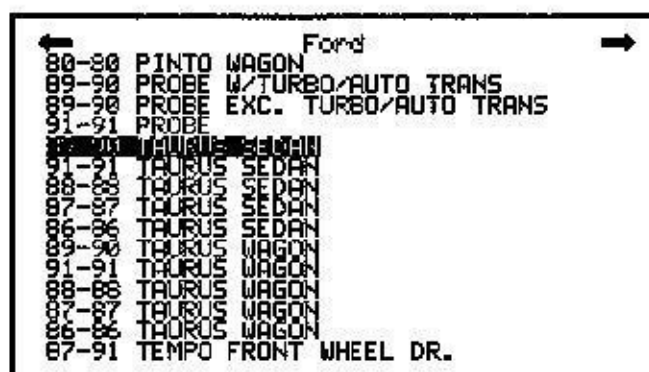 Ford
80-80 PINTO WAGON
89-90 PROBE W/TURBO/AUTO TRANS
89-90 PROBE EXC. TURBO/AUTO TRANS
91-91 PROBE
TAURUS SEDAN
91-91 TAURUS SEDAN
88-88 TAURUS SEDAN
87-87 TAURUS SEDAN
86-86 TAURUS SEDAN
89-90 TAURUS WAGON
91-91 TAURUS WAGON
88-88 TAURUS WAGON
87-87 TAURUS WAGON
86-86 TAURUS WAGON
87-91 TEMPO FRONT WHEEL DR.